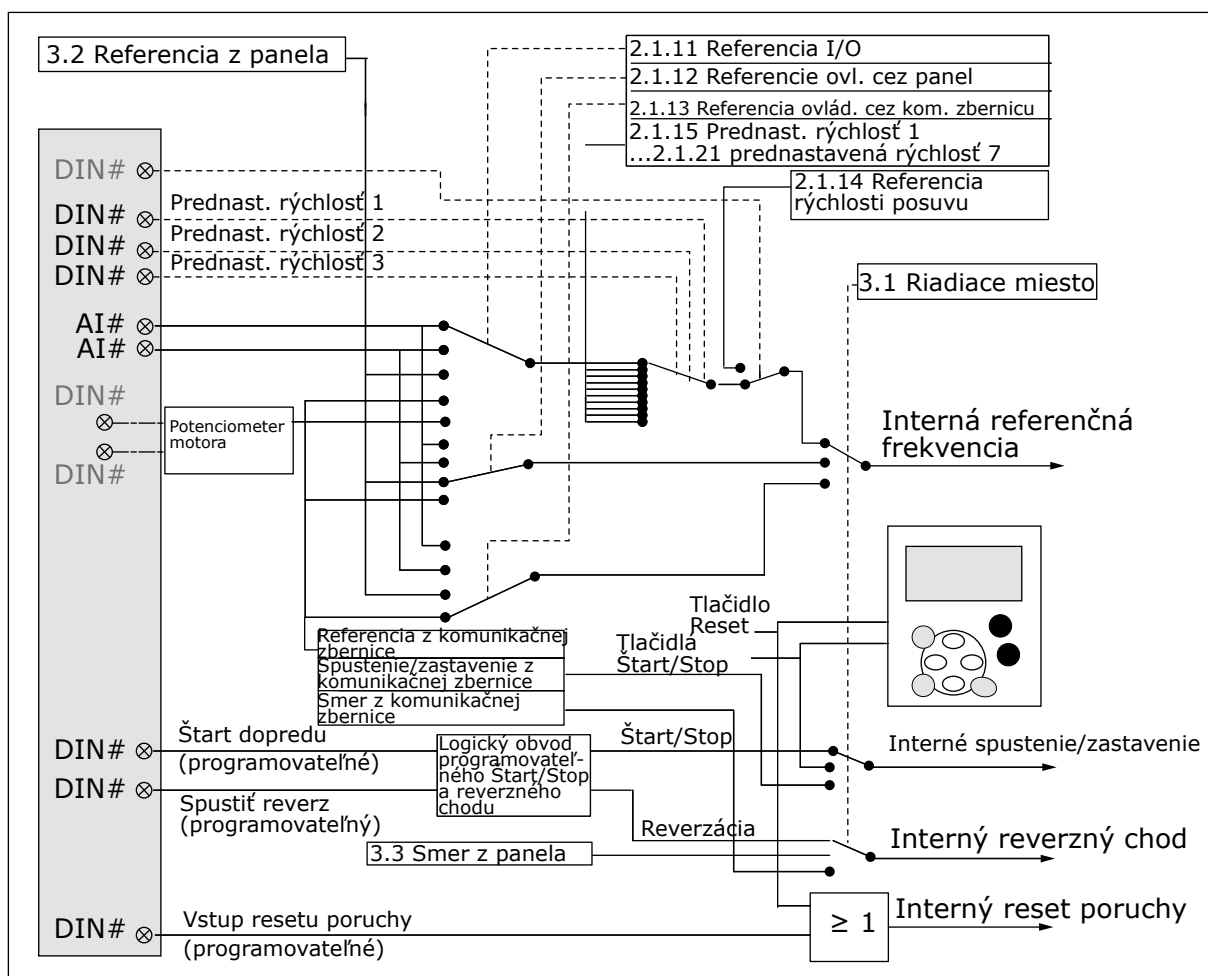 3.2 Referencia z panela
2.1.11 Referencia I/O
2.1.12 Referencie ovl. cez panel
2.1.13 Referencia ovlád. cez kom. zbernicu
2.1.15 Prednast. rýchlosť 1
...2.1.21 prednastavená rýchlosť 7
2.1.14 Referencia
rýchlosti posuvu
3.1 Riadiace miesto
DIN#
DIN#
Prednast. rýchlosť 1
DIN#
Prednast. rýchlosť 2
DIN#
Prednast. rýchlosť 3
AI#
AI#
DIN#
Potenciometer
motora
DIN#
Interná referenčná
frekvencia
Tlačidlo
Reset
Tlačidlá
Štart/Stop
Referencia z komunikačnej
zbernice
Spustenie/zastavenie z
komunikačnej zbernice
Smer z komunikačnej
zbernice
DIN#
Štart dopredu
(programovateľné)
DIN#
Spustiť reverz
(programovateľný)
Logický obvod
programovateľ-
ného Štart/Stop
a reverzného
chodu
Štart/Stop
Interné spustenie/zastavenie
Reverzácia
3.3 Smer z panela
Interný reverzný chod
DIN#
Vstup resetu poruchy
(programovateľné)
≥ 1
Interný reset poruchy